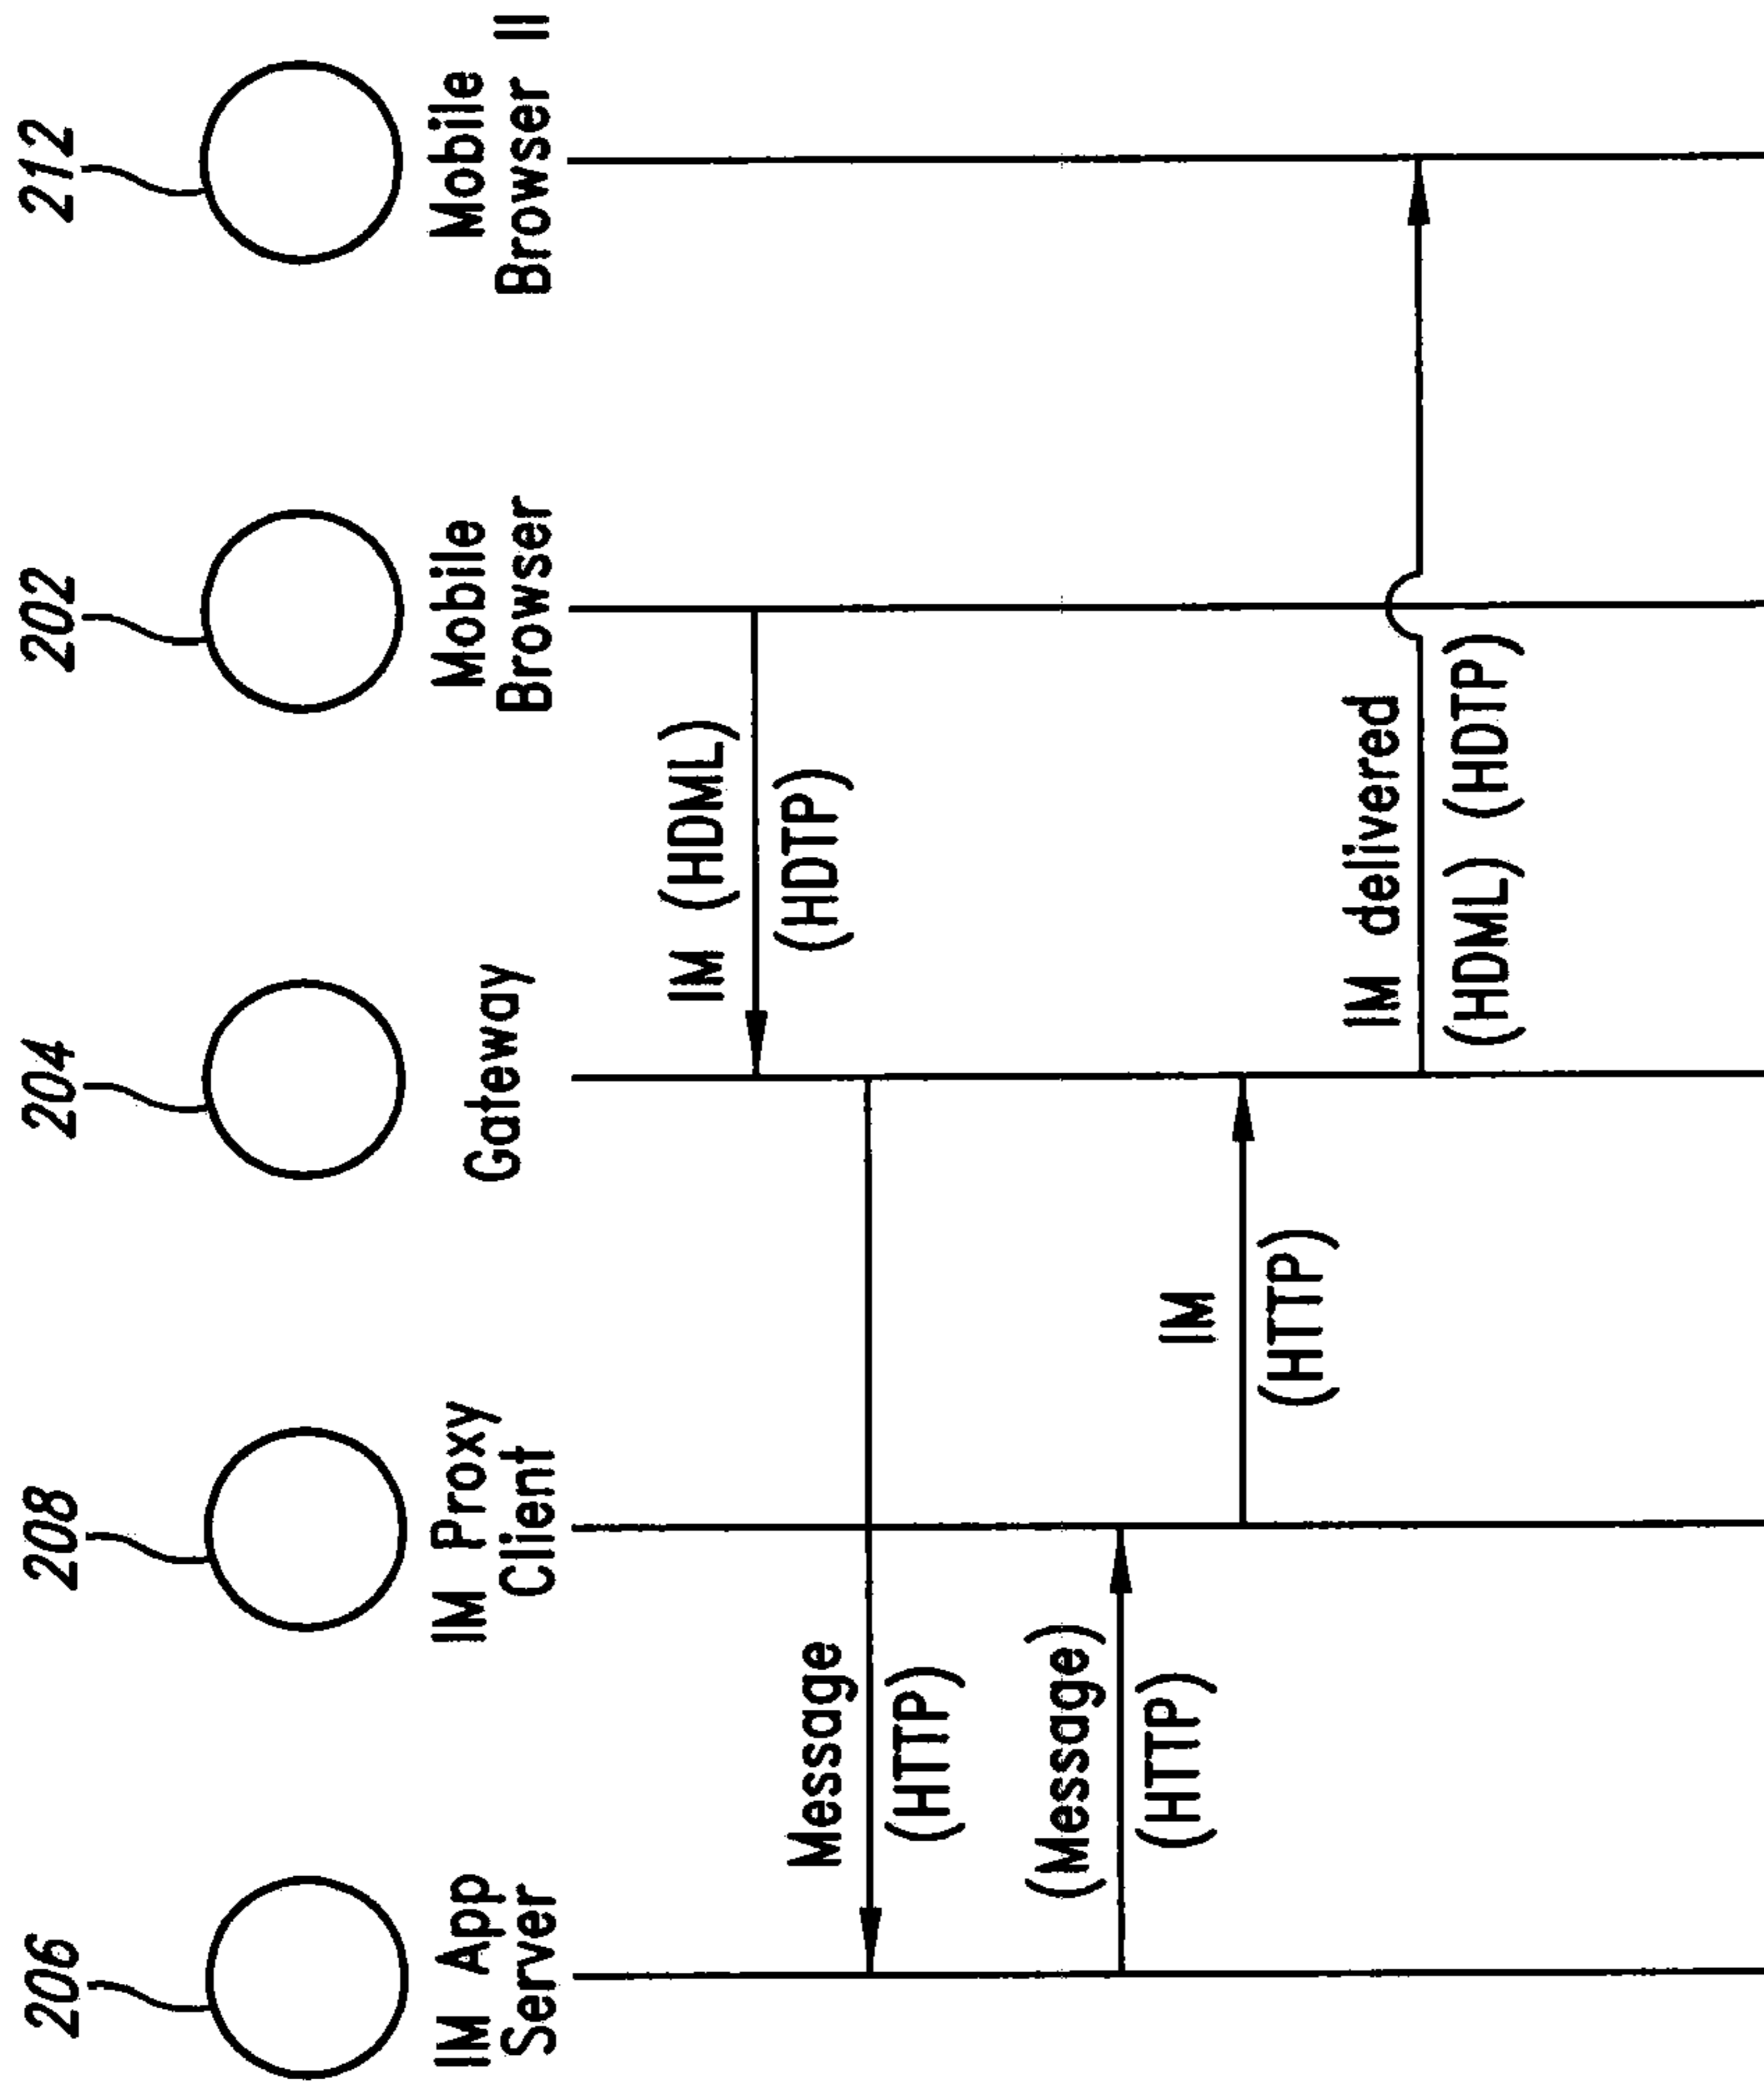 206
208
204
202
212
IM App
Server
IM Proxy
Client
Gateway
Mobile
Browser
Mobile
Browser II
IM (HDML)
(HDTP)
Message
(HTTP)
(Message)
(HTTP)
IM
(HTTP)
IM delivered
(HDML) (HDTP)